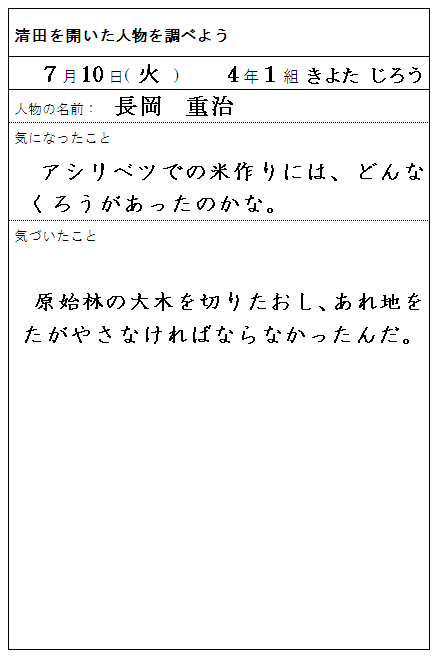 清田を開いた人物を調べよう
7月10日(火)　4年1組 きよた じろう
人物の名前：　長岡　重治
気になったこと
アシリベツでの米作りには、どんな
くろうがあったのかな。
気づいたこと
原始林の大木を切りたおし、あれ地を
たがやさなければならなかったんだ。